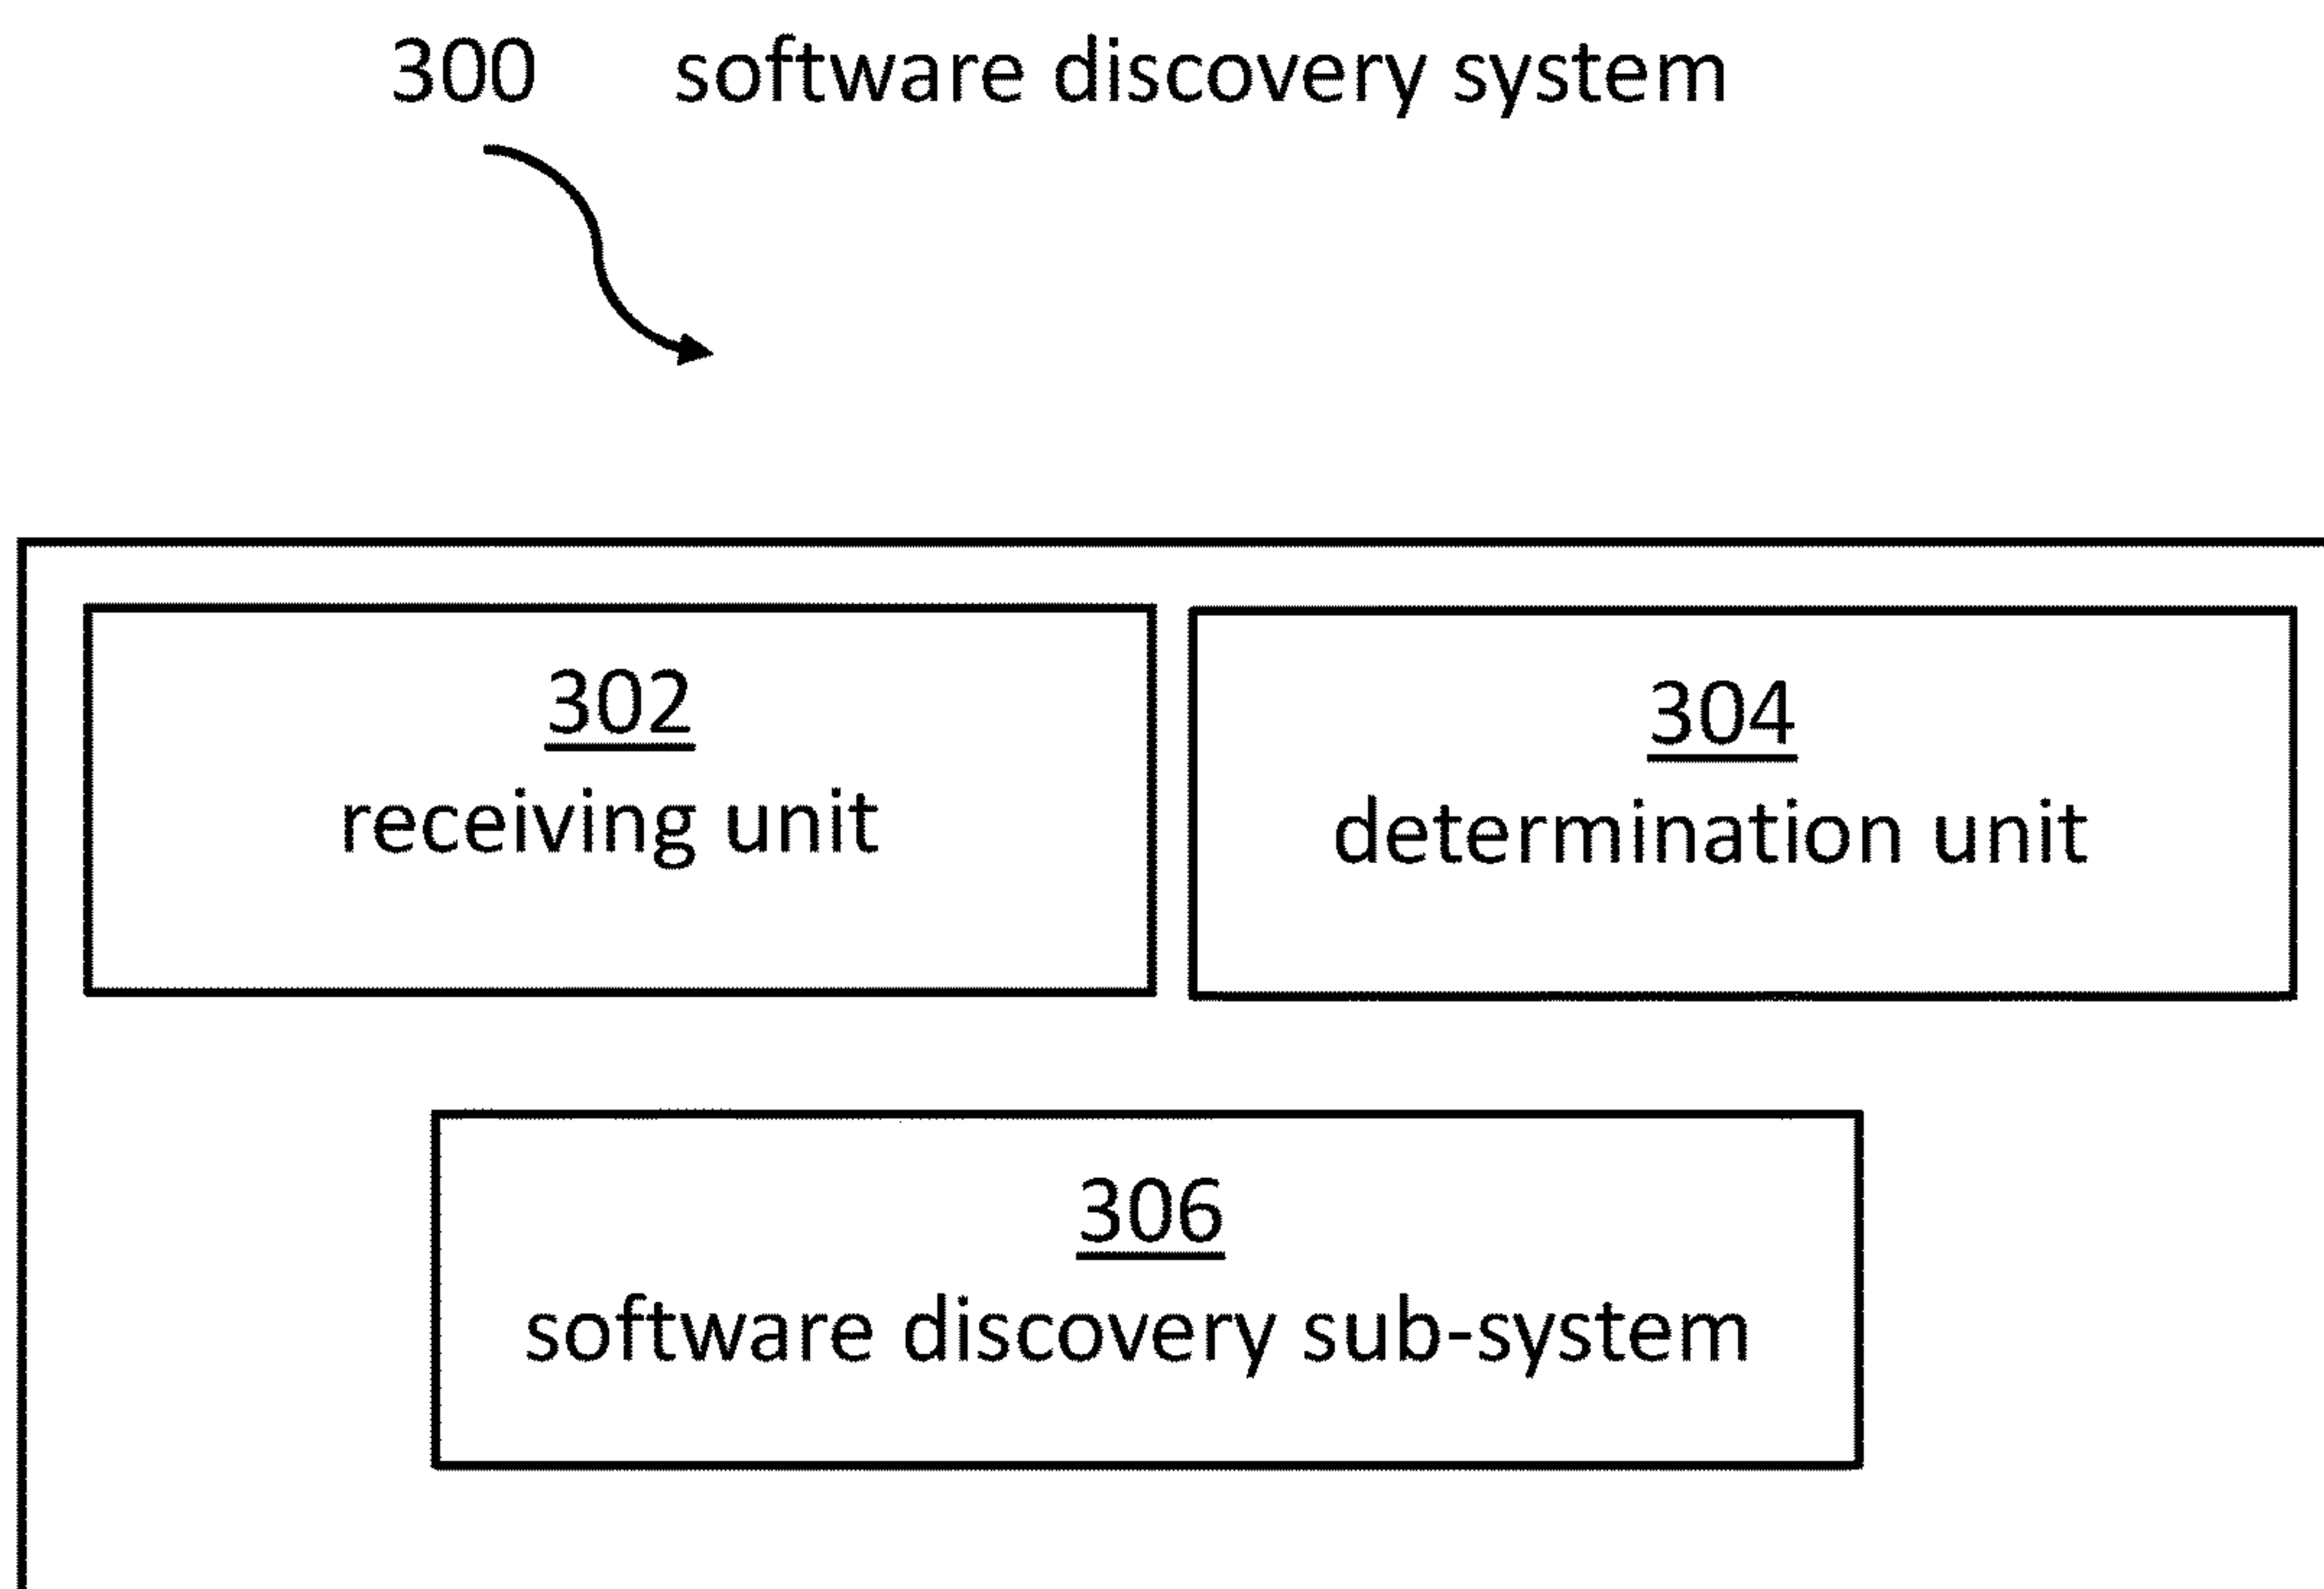 300 software discovery system
302
receiving unit
304
determination unit
306
software discovery sub-system